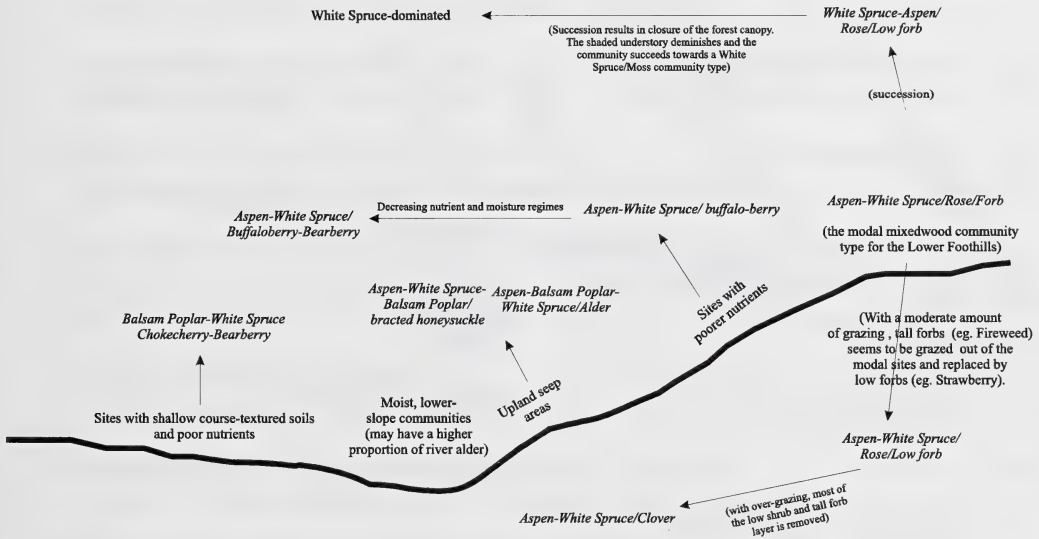 White Spruce-dominated
White Spruce-Aspen/
Rose/Low forb
(Succession results in closure of the forest canopy.
The shaded understory deminishes and the
community succeeds towards a White
Spruce/Moss community type)
(succession)
Aspen-White Spruce/
Buffaloberry-Bearberry
Decreasing nutrient and moisture regimes
Aspen-White Spruce/ buffalo-berry
Aspen-White Spruce/Rose/Forb
(the modal mixedwood community
type for the Lower Foothills)
Aspen-White Spruce-
Balsam Poplar/
bracted honeysuckle
Aspen-Balsam Poplar-
White Spruce/Alder
Sites with
poorer nutrients
Balsam Poplar-White Spruce
Chokecherry-Bearberry
(With a moderate amount
of grazing , tall forbs (eg. Fireweed)
seems to be grazed out of the
modal sites and replaced by
low forbs (eg. Strawberry).
Sites with shallow course-textured soils
and poor nutrients
Moist, lower-
slope communities
(may have a higher
proportion of river alder)
Upland seep
areas
Aspen-White Spruce/
Rose/Low forb
Aspen-White Spruce/Clover
(with over-grazing, most of
the low shrub and tall forb
layer is removed)